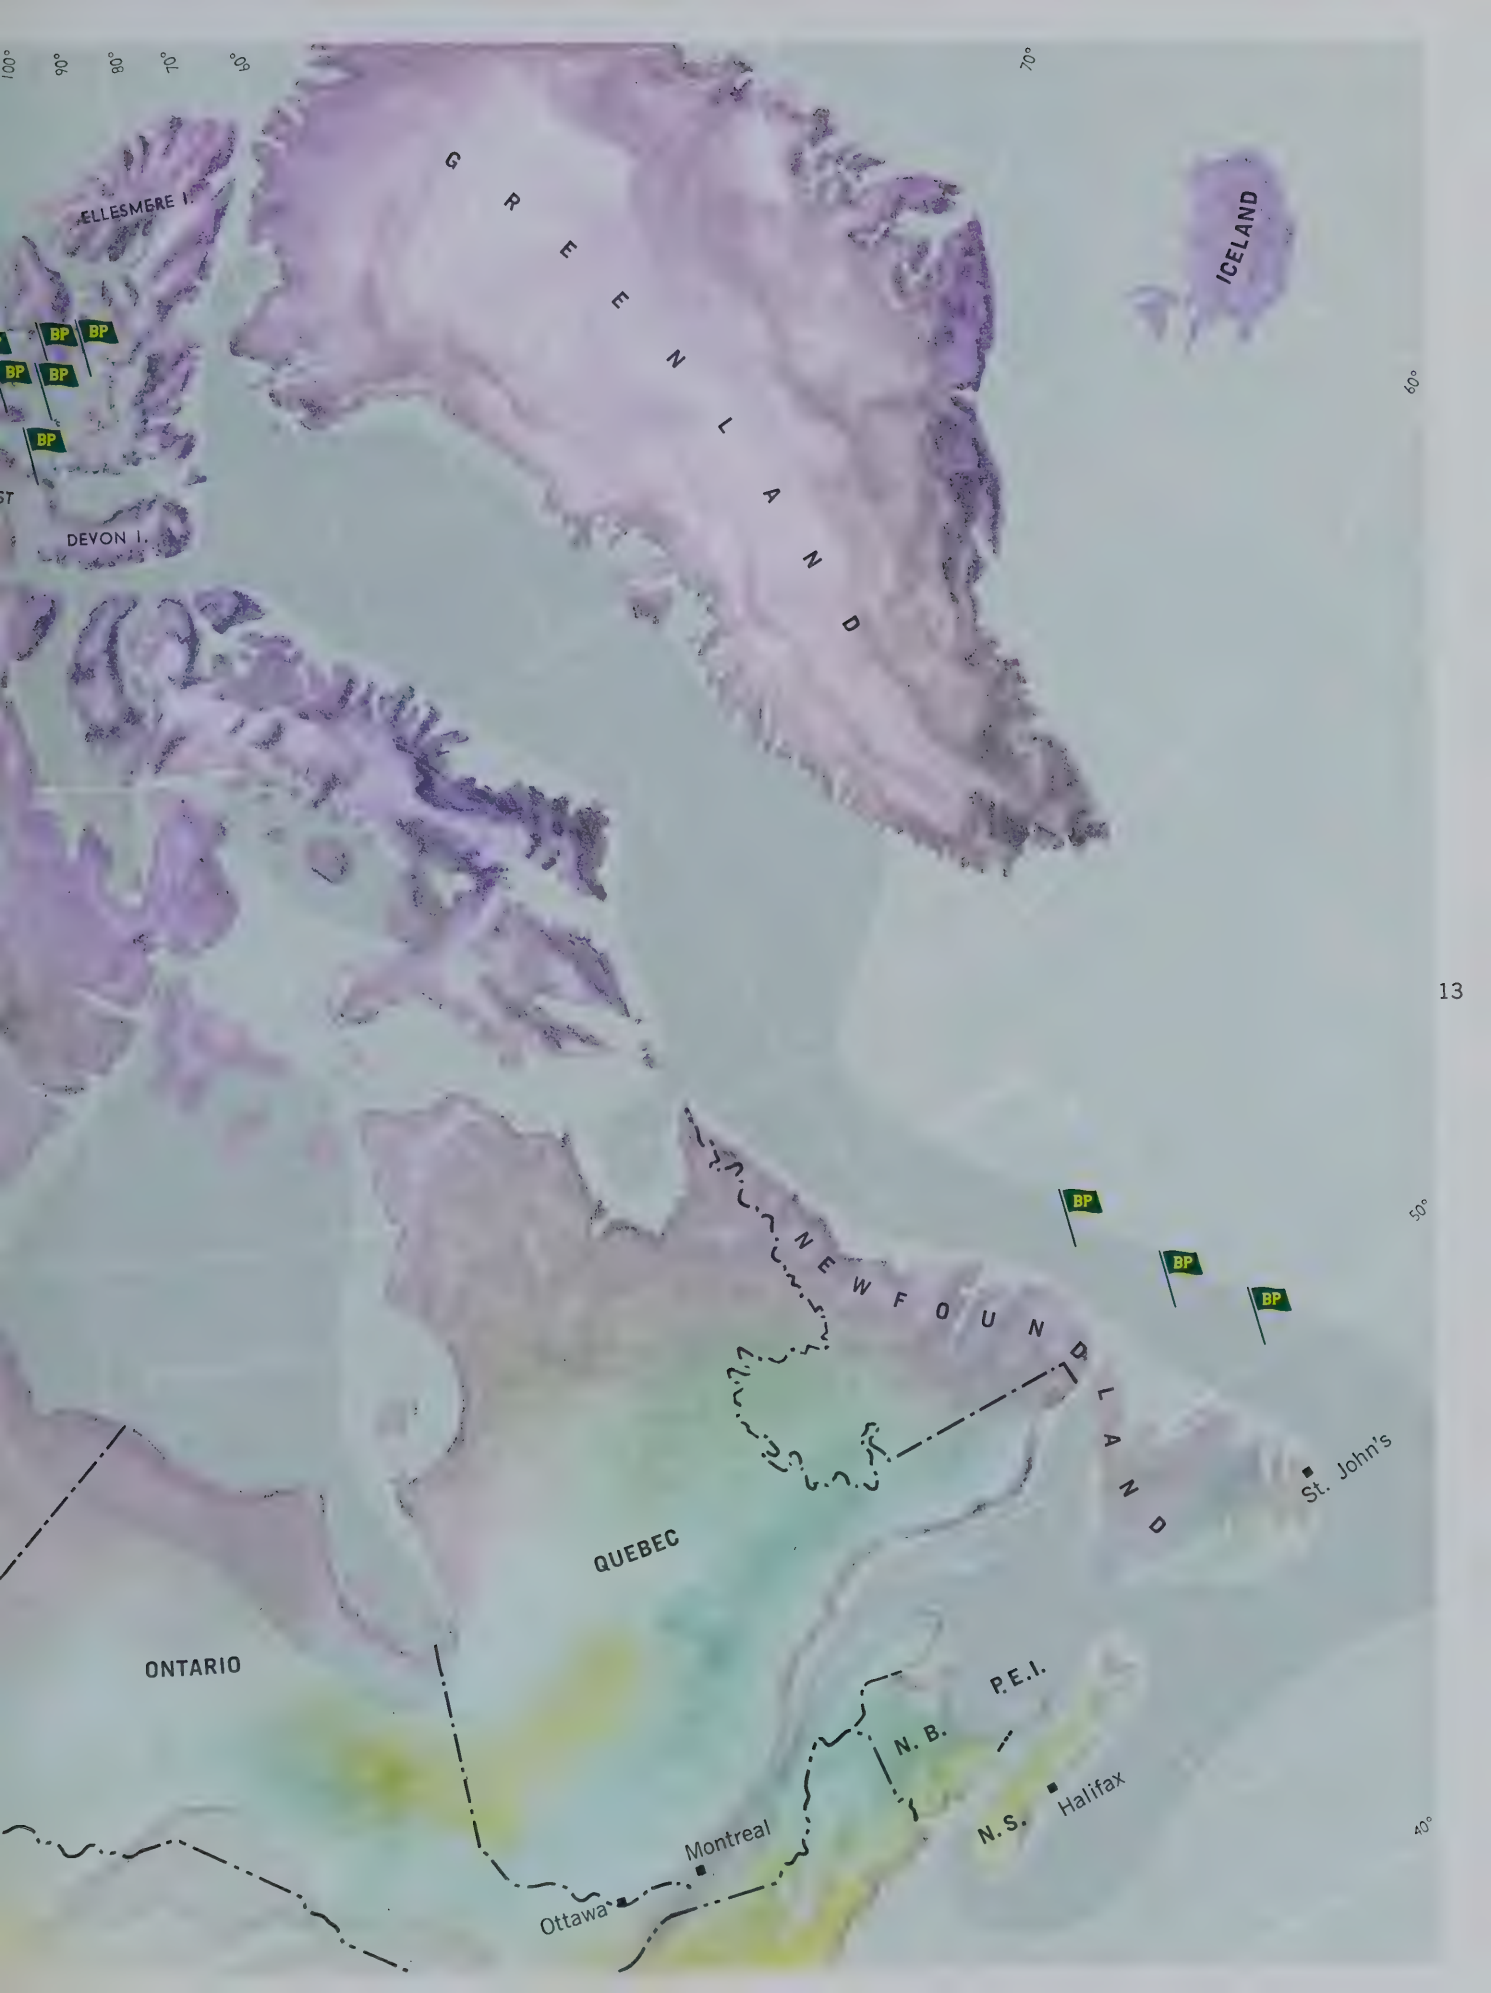 100°
90°
80°
70°
60°
70°
GREENLAND
ELLESMERE I.
ICELAND
BP
BP
BP
BP
60°
BP
ST
DEVON I.
13
BP
50°
BP
BP
NEWFOUNDLAND
St. John's
QUEBEC
ONTARIO
P.E.I.
N. B.
Halifax
N.S.
40°
Montreal
Ottawa